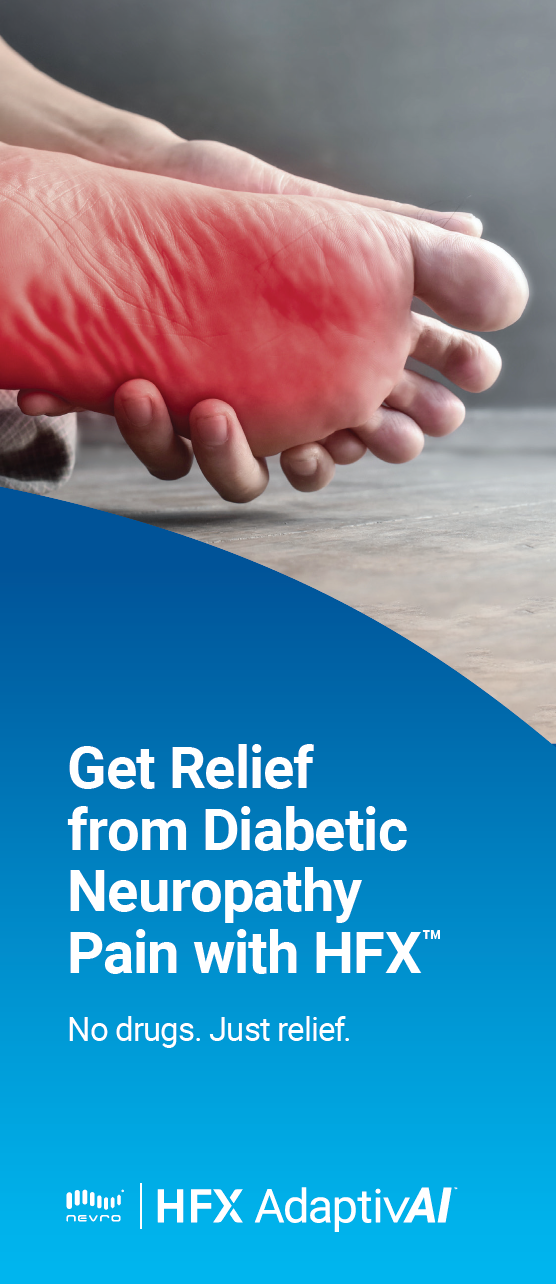 Get Relief
from Diabetic
Neuropathy
Pain with HFX™
No drugs. Just relief.
nevro HFX AdaptivAI™